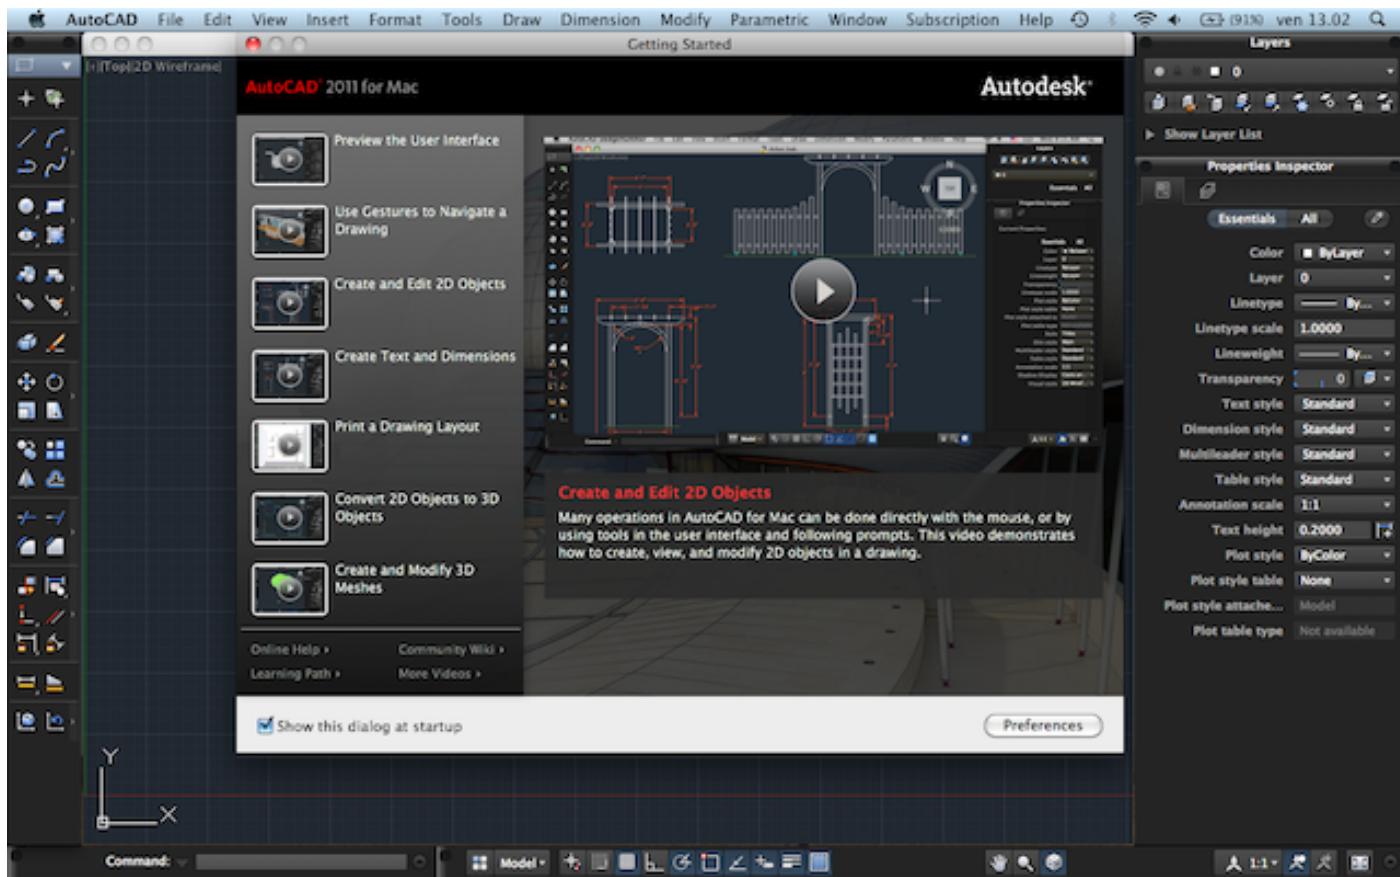 AutoCAD File Edit View Insert Format Tools Draw Dimension Modify Parametric Window Subscription Help (91%) ven 13.02
Getting Started
[+][Top][2D Wireframe]
AutoCAD 2011 for Mac
Autodesk
Preview the User Interface
Use Gestures to Navigate a
Drawing
Create and Edit 2D Objects
Create Text and Dimensions
Print a Drawing Layout
Convert 2D Objects to 3D
Objects
Create and Modify 3D
Meshes
Online Help
Community Wiki
Learning Path
More Videos
Create and Edit 2D Objects
Many operations in AutoCAD for Mac can be done directly with the mouse, or by
using tools in the user interface and following prompts. This video demonstrates
how to create, view, and modify 2D objects in a drawing.
Show this dialog at startup
Preferences
Layers
0
Show Layer List
Properties Inspector
Essentials All
Color ByLayer
Layer 0
Linetype By...
Linetype scale 1.0000
Lineweight By...
Transparency 0
Text style Standard
Dimension style Standard
Multileader style Standard
Table style Standard
Annotation scale 1:1
Text height 0.2000
Plot style ByColor
Plot style table None
Plot style attache... Model
Plot table type Not available
Y
X
Command:
Model
1:1